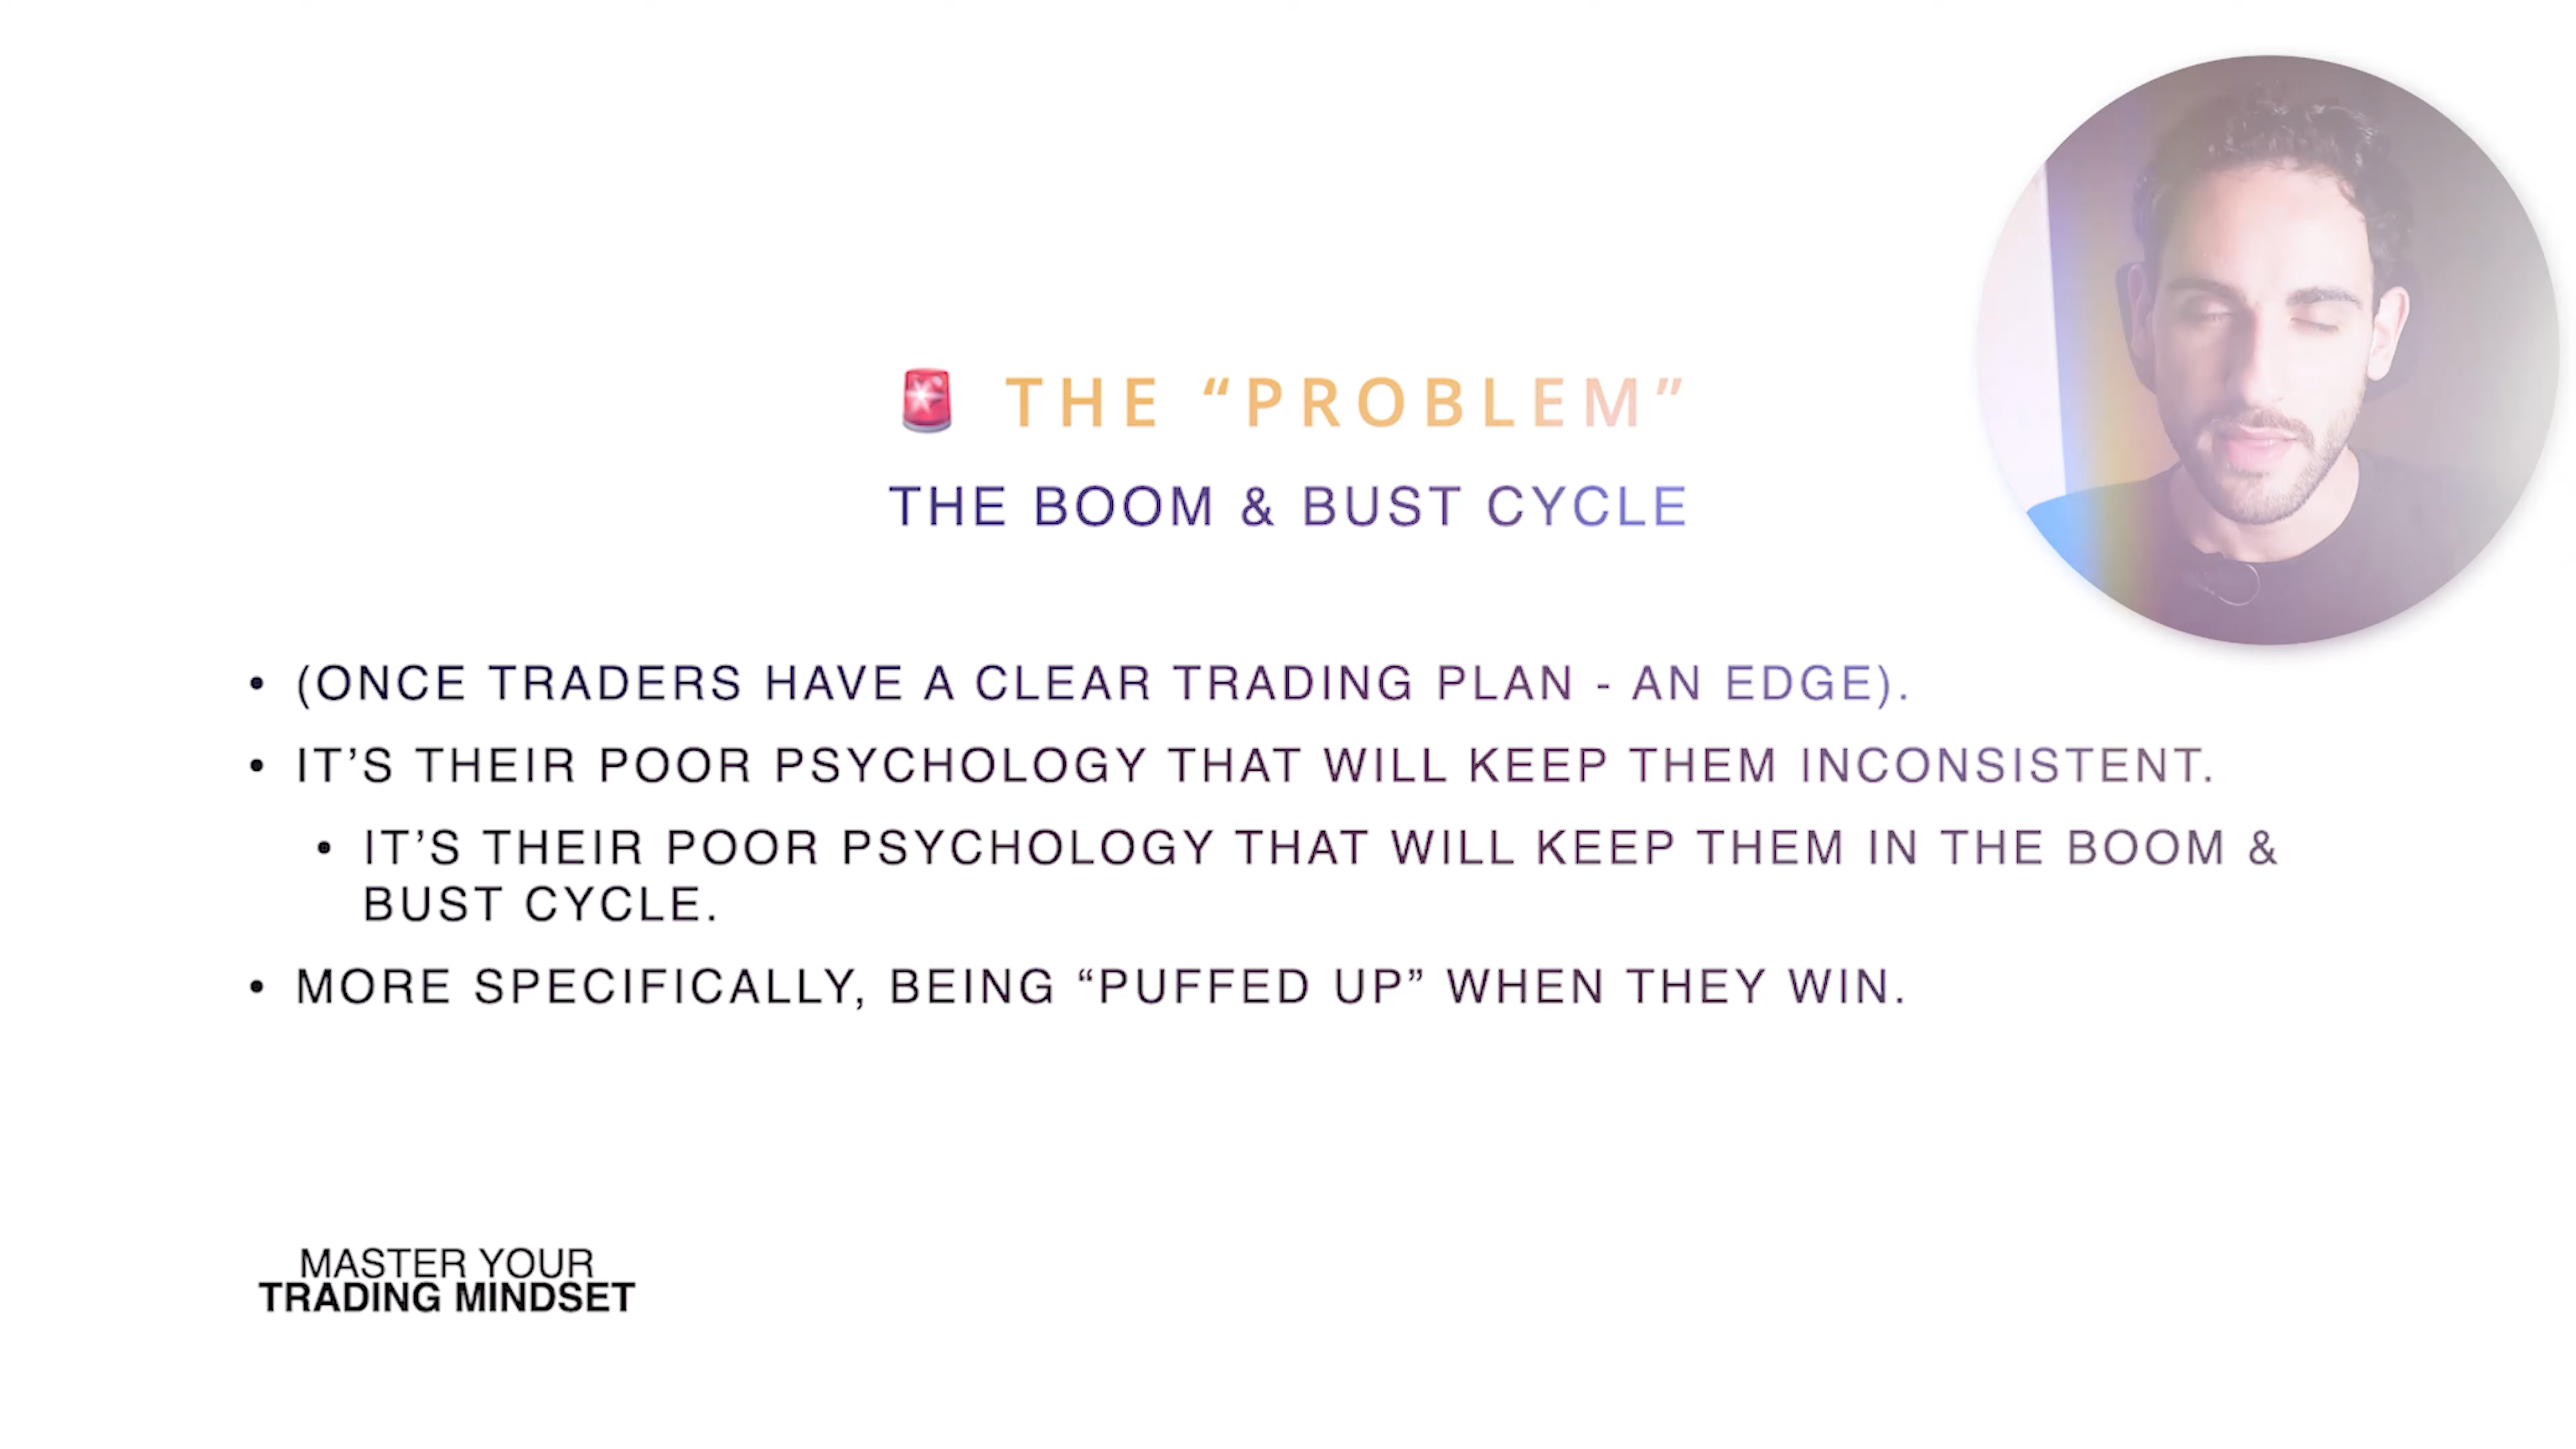 🚨 THE “PROBLEM”
THE BOOM & BUST CYCLE
• (ONCE TRADERS HAVE A CLEAR TRADING PLAN - AN EDGE).
• IT’S THEIR POOR PSYCHOLOGY THAT WILL KEEP THEM INCONSISTENT.
• IT’S THEIR POOR PSYCHOLOGY THAT WILL KEEP THEM IN THE BOOM &
BUST CYCLE.
• MORE SPECIFICALLY, BEING “PUFFED UP” WHEN THEY WIN.
MASTER YOUR
TRADING MINDSET